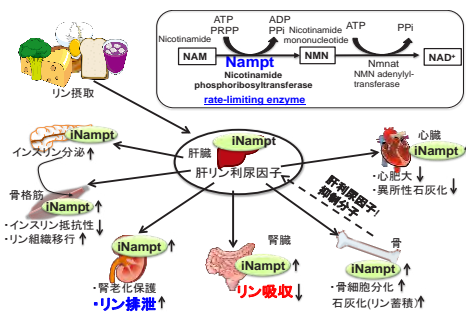 ATP
PRPP
ADP
PPi
ATP
PPi
Nicotinamide
Nicotinamide
mononucleotide
NAM
Nampt
NMN
Nmnat
NAD+
Nicotinamide
phosphoribosyltransferase
NMN adenylyl-
transferase
rate-limiting enzyme
リン摂取
iNampt
インスリン分泌↑
iNampt
肝臓
肝リン利尿因子
心臓
iNampt↑
・心肥大↓
・異所性石灰化↓
骨格筋
iNampt↑
・インスリン抵抗性↓
・リン組織移行↑
肝利尿因子↑
抑制分子
iNampt↑
・腎老化保護
・リン排泄↑
腎臓
iNampt↑
リン吸収↓
骨
iNampt↑
・骨細胞分化↑
石灰化(リン蓄積)↑